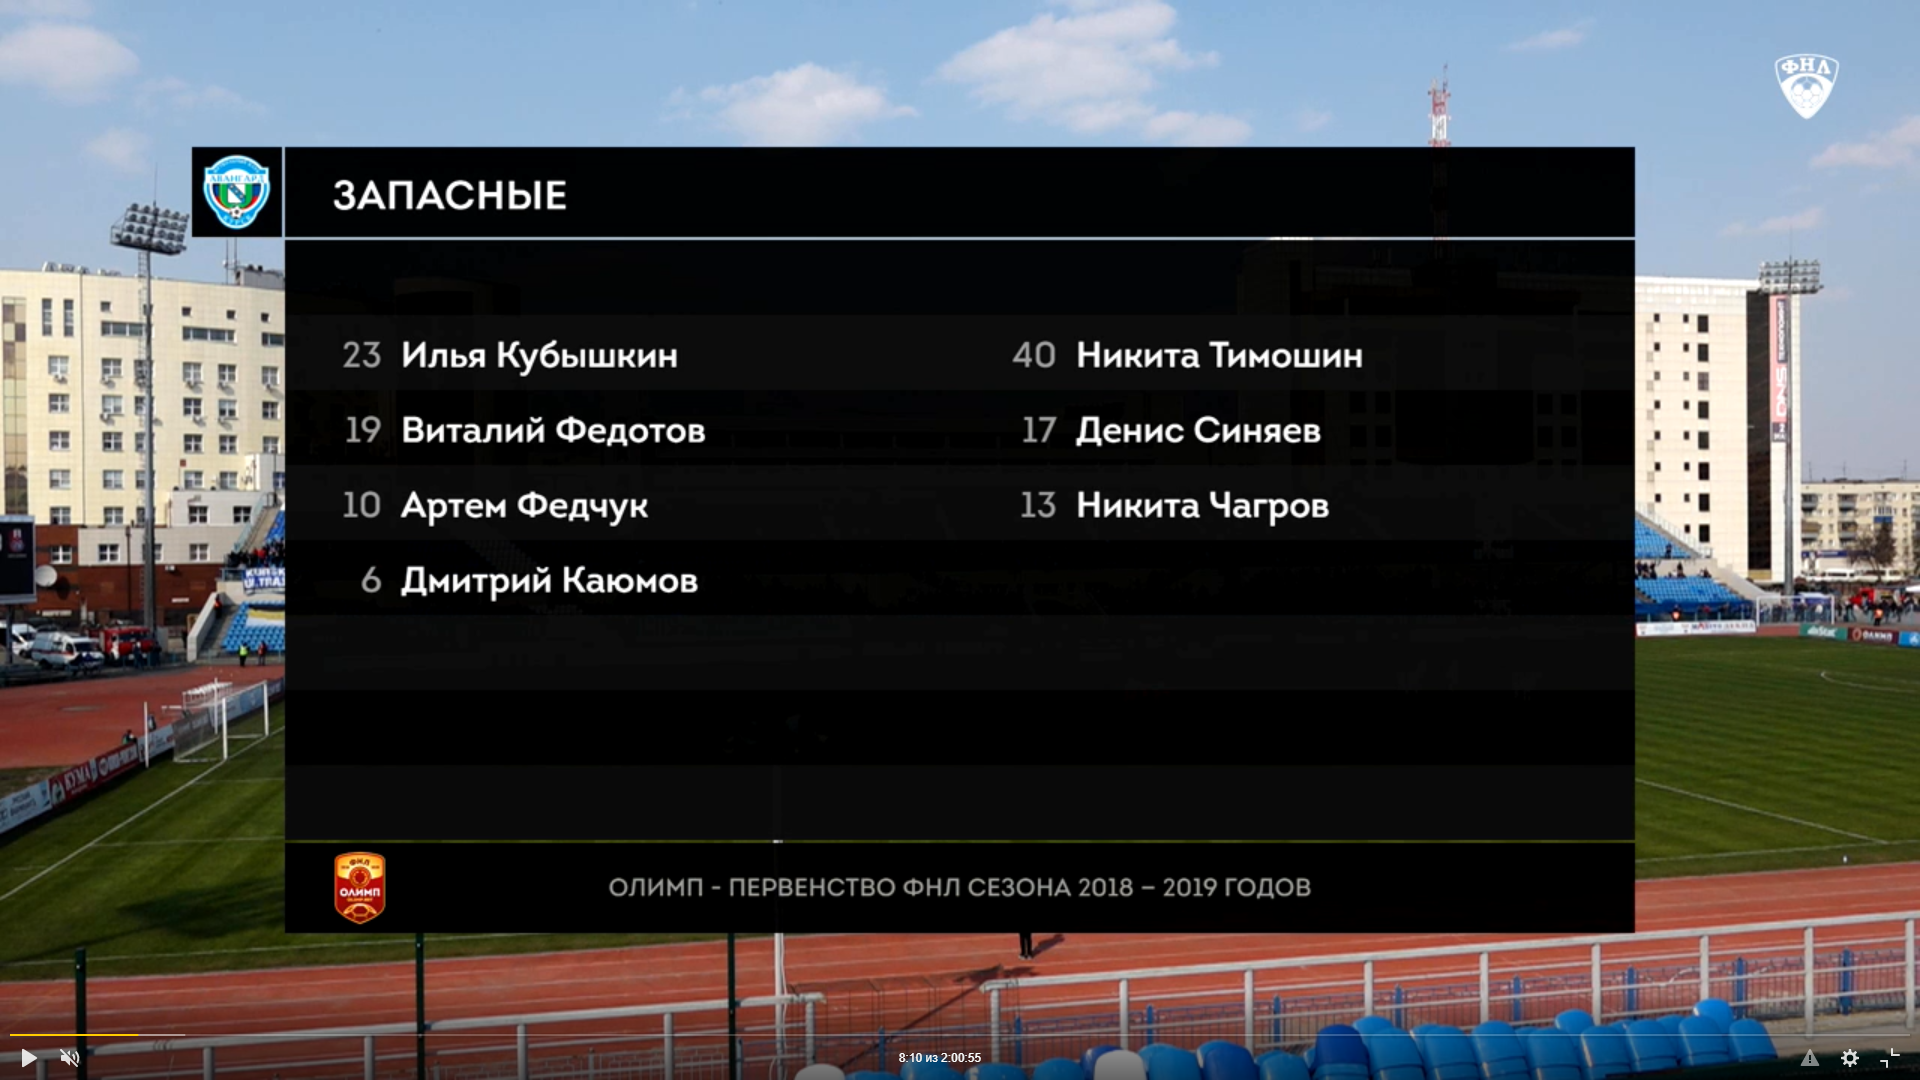 ФНЛ
АВАНГАРД
ЗАПАСНЫЕ
23 Илья Кубышкин
19 Виталий Федотов
10 Артем Федчук
6 Дмитрий Каюмов
40 Никита Тимошин
17 Денис Синяев
13 Никита Чагров
DNS
ФНЛ
ОЛИМП
ОЛИМП - ПЕРВЕНСТВО ФНЛ СЕЗОНА 2018 – 2019 ГОДОВ
8:10 из 2:00:55